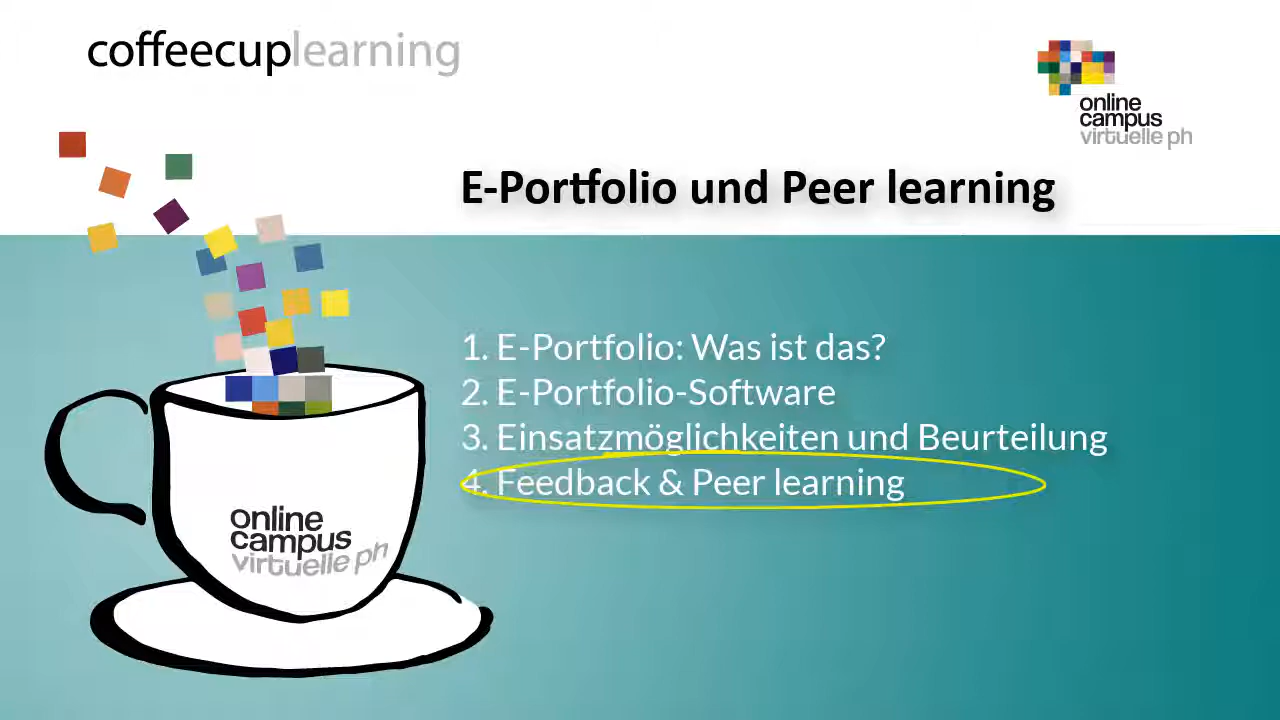 coffeecuplearning
online
campus
virtuelle ph
E-Portfolio und Peer learning
1. E-Portfolio: Was ist das?
2. E-Portfolio-Software
3. Einsatzmöglichkeiten und Beurteilung
4. Feedback & Peer learning
online
campus
virtuelle ph